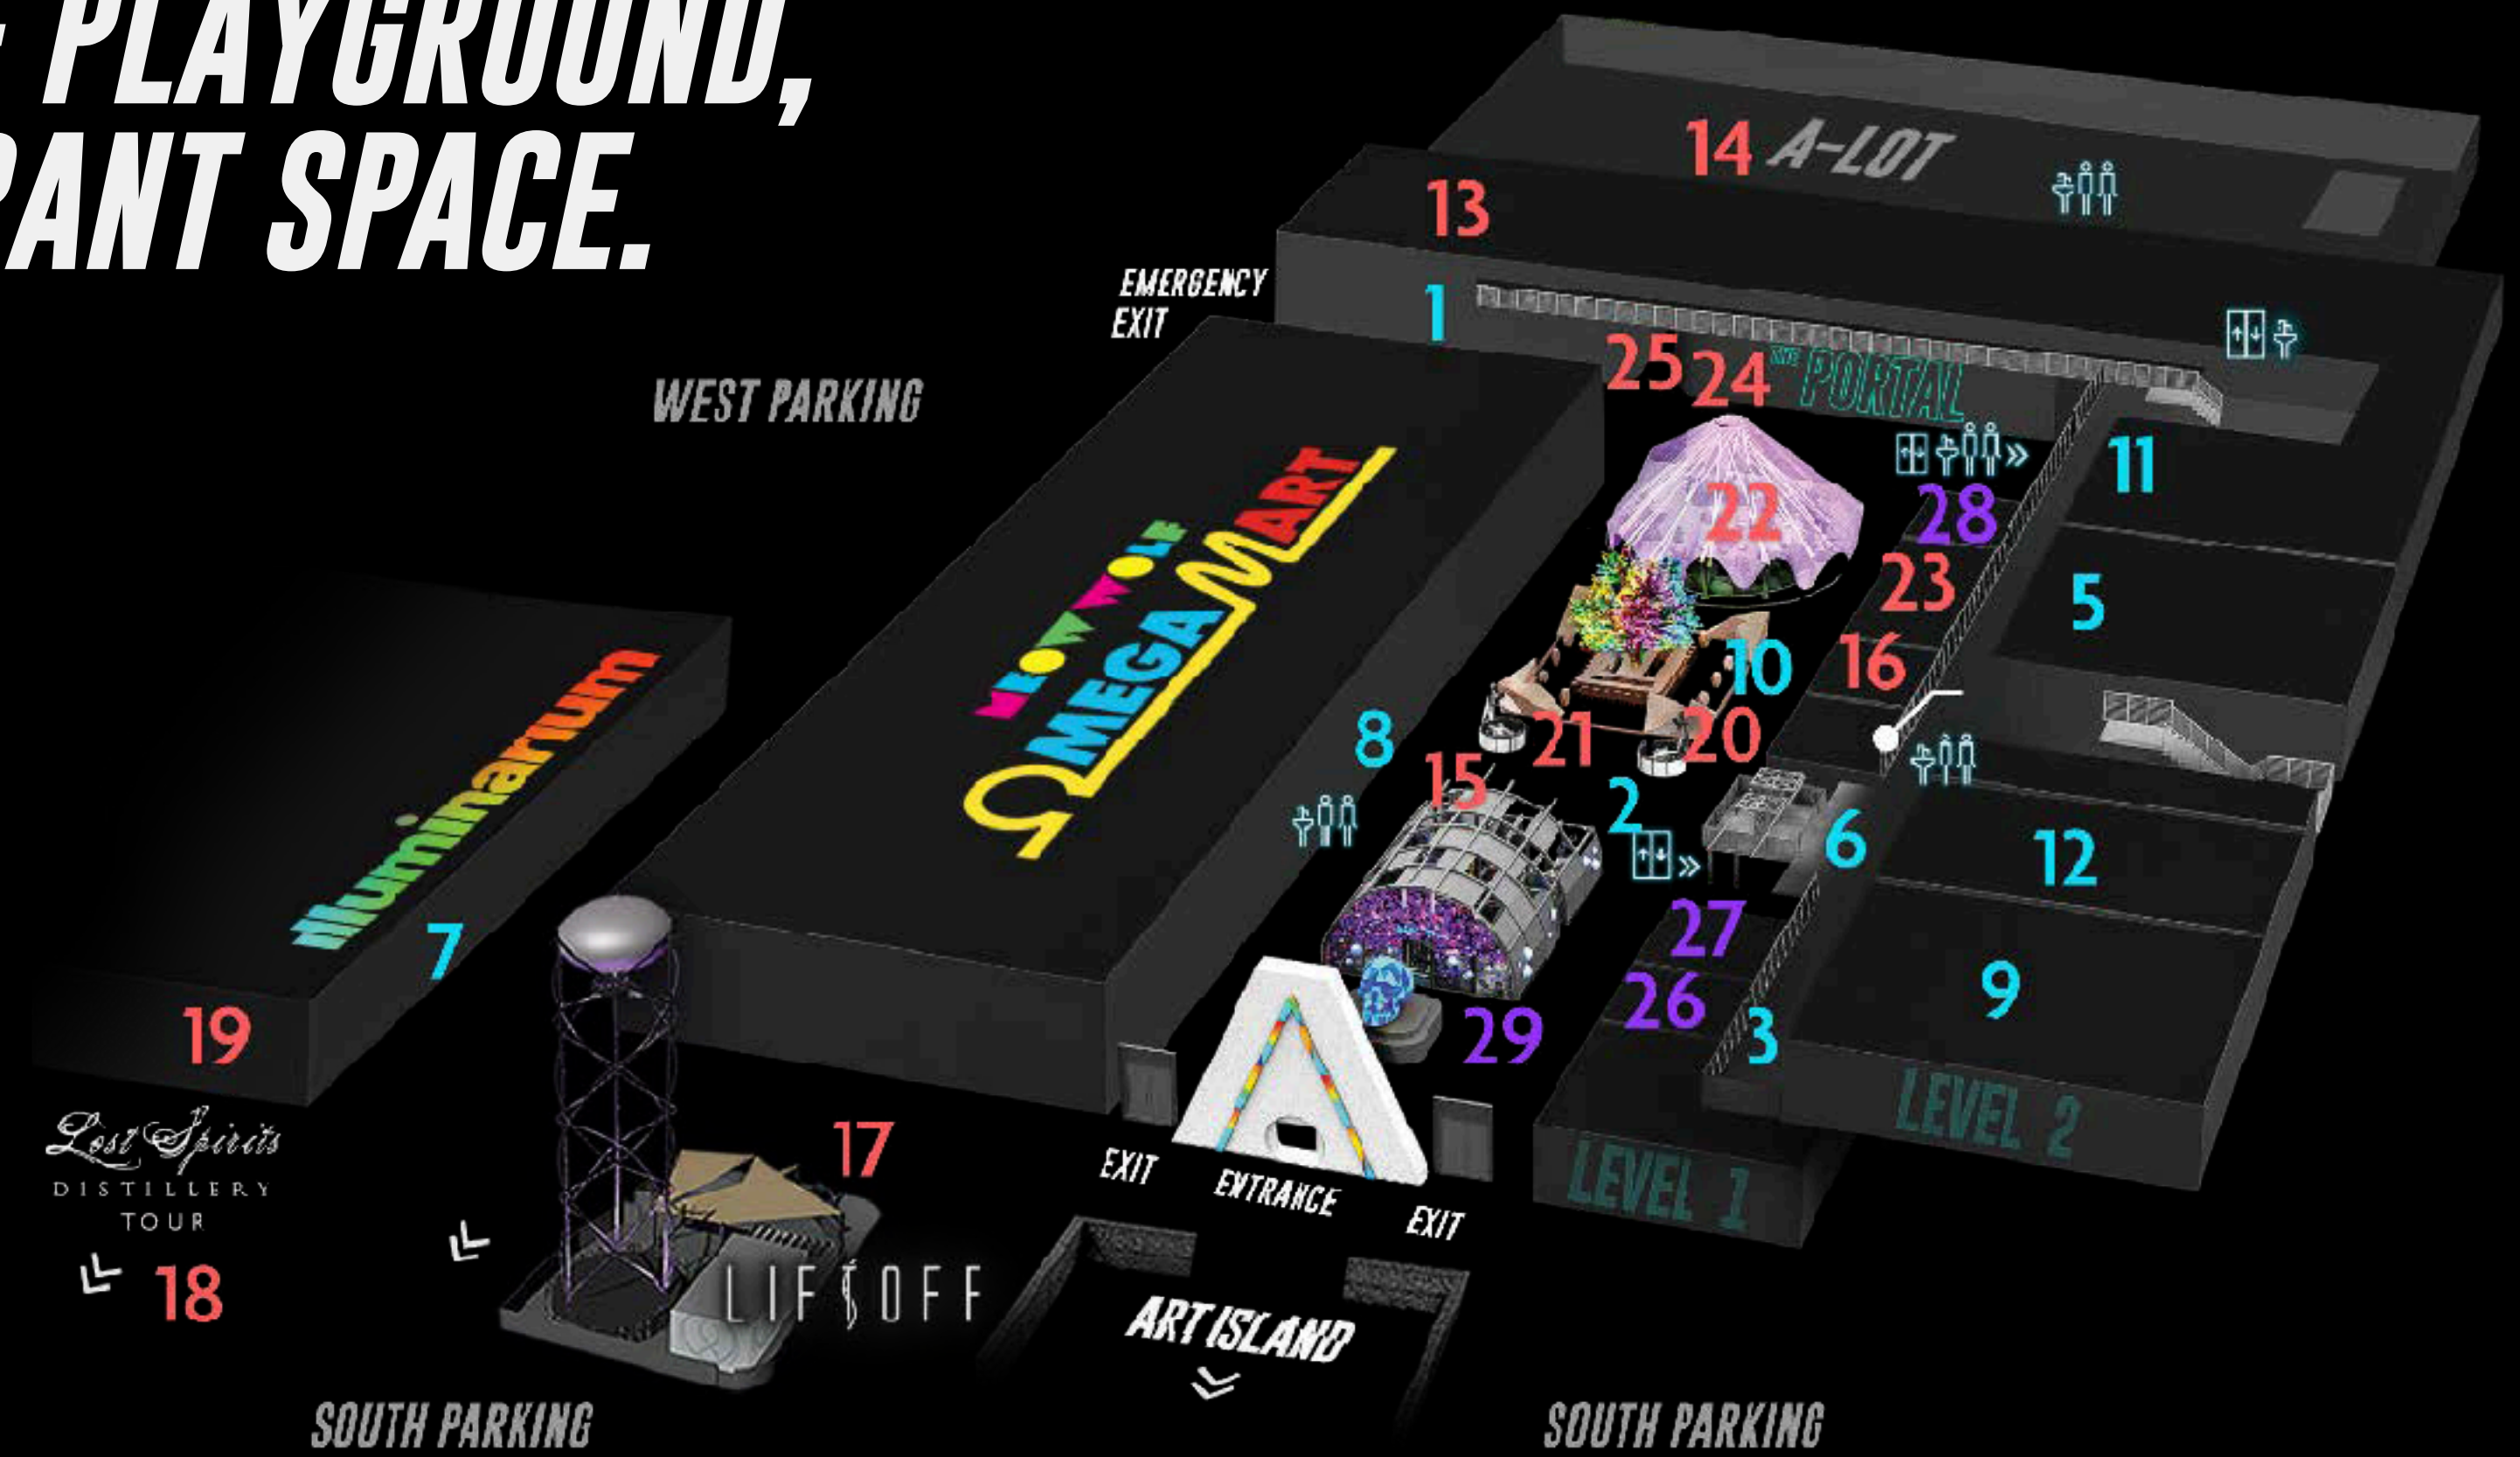 PLAYGROUND,
RANT SPACE.
14 A-LOT
13
EMERGENCY
EXIT
1
25 24 THE PORTAL
WEST PARKING
11
28
22
23
5
MEOW WOLF
OMEGA MART
10 16
8
21 20
15
2
6 12
Illuminarium
7
27
9
26
3
29
19
LEVEL 2
Lost Spirits
DISTILLERY
TOUR
17
EXIT
ENTRANCE
EXIT
LEVEL 1
18
LIFTOFF
ART ISLAND
SOUTH PARKING
SOUTH PARKING